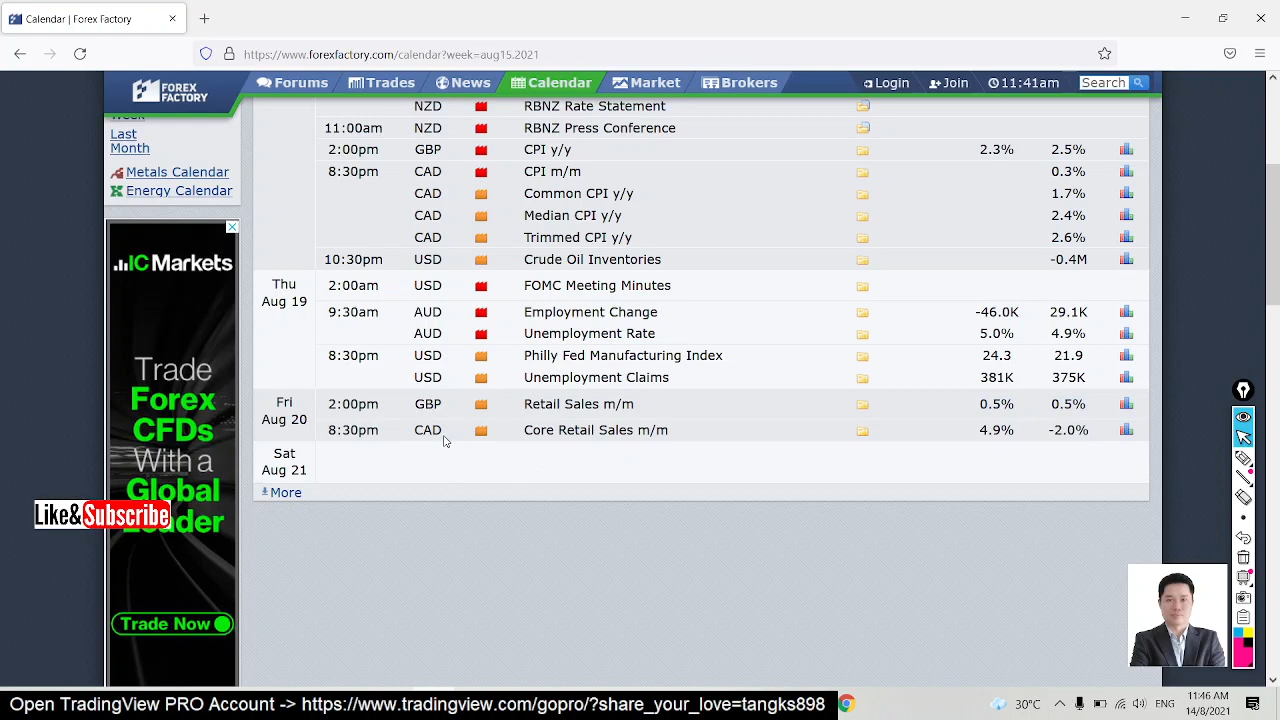 Calendar | Forex Factory
https://www.forexfactory.com/calendar?week=aug15.2021
FOREX
FACTORY
Forums
Trades
News
Calendar
Market
Brokers
Login
Join
11:41am
Search
Week
Last
Month
Metals Calendar
Energy Calendar
NZD RBNZ Rate Statement
11:00am NZD RBNZ Press Conference
2:00pm GBP CPI y/y 2.3% 2.5%
8:30pm CAD CPI m/m 0.3%
CAD Common CPI y/y 1.7%
CAD Median CPI y/y 2.4%
CAD Trimmed CPI y/y 2.6%
10:30pm USD Crude Oil Inventories -0.4M
Thu
Aug 19
2:00am USD FOMC Meeting Minutes
9:30am AUD Employment Change -46.0K 29.1K
AUD Unemployment Rate 5.0% 4.9%
8:30pm USD Philly Fed Manufacturing Index 24.3 21.9
USD Unemployment Claims 381K 375K
Fri
Aug 20
2:00pm GBP Retail Sales m/m 0.5% 0.5%
8:30pm CAD Core Retail Sales m/m 4.9% -2.0%
Sat
Aug 21
More
IC Markets
Trade
Forex
CFDs
With a
Global
Leader
Trade Now
Like&Subscribe
Open TradingView PRO Account -> https://www.tradingview.com/gopro/?share_your_love=tangks898
30°C
ENG
11:46 AM
14/8/2021